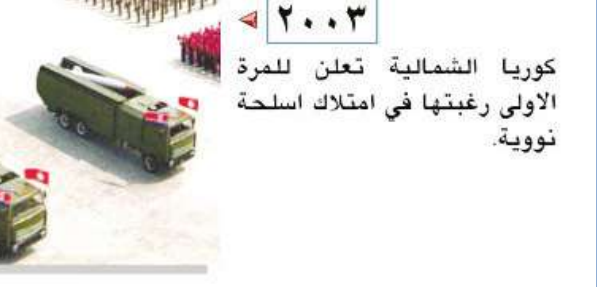 ٢٠٠٣
كوريا الشمالية تعلن للمرة
الاولى رغبتها في امتلاك اسلحة
نووية.